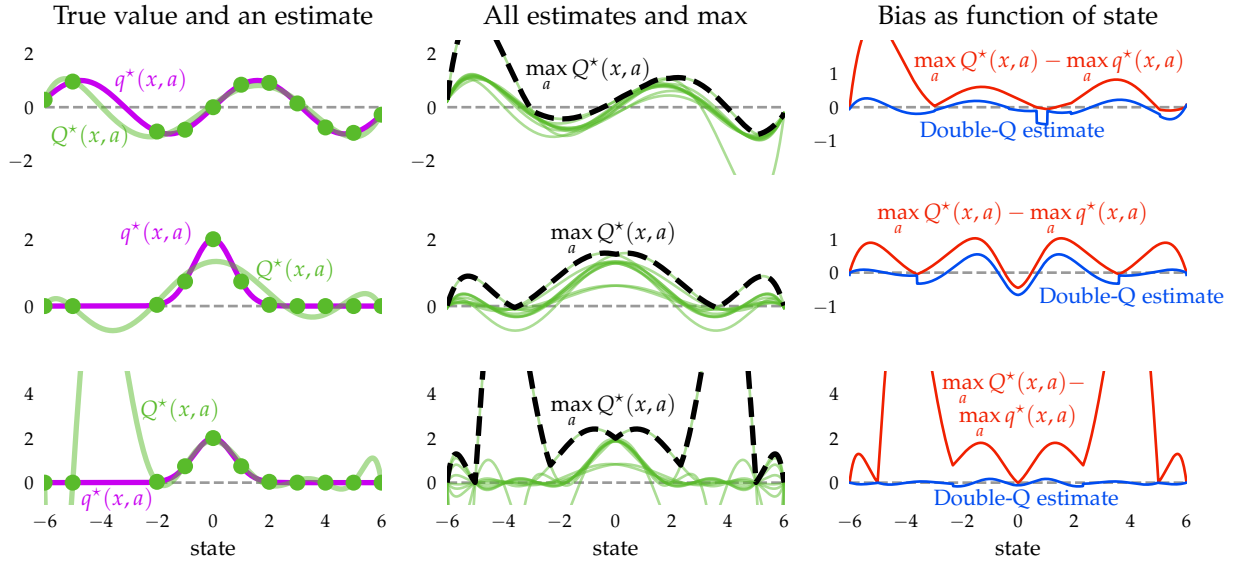 True value and an estimate
All estimates and max
Bias as function of state
2
0
−2
q⋆(x, a)
Q⋆(x, a)
2
0
−2
max Q⋆(x, a)
a
1
0
−1
max Q⋆(x, a) − max q⋆(x, a)
a a
Double-Q estimate
2
0
q⋆(x, a)
Q⋆(x, a)
2
0
max Q⋆(x, a)
a
1
0
−1
max Q⋆(x, a) − max q⋆(x, a)
a a
Double-Q estimate
4
2
0
Q⋆(x, a)
q⋆(x, a)
−6 −4 −2 0 2 4 6
state
4
2
0
max Q⋆(x, a)
a
−6 −4 −2 0 2 4 6
state
4
2
0
max Q⋆(x, a)−
a
max q⋆(x, a)
a
Double-Q estimate
−6 −4 −2 0 2 4 6
state